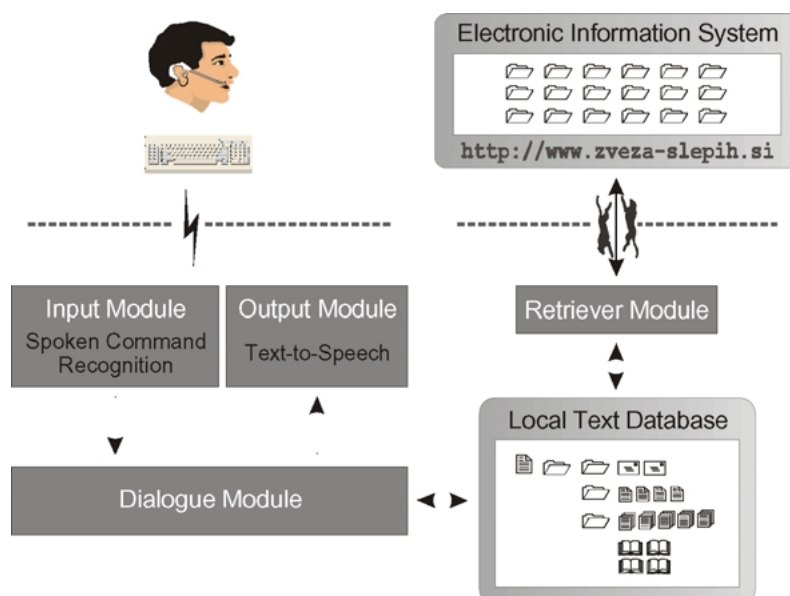 Electronic Information System
http://www.zveza-slepih.si
Input Module
Spoken Command
Recognition
Output Module
Text-to-Speech
Retriever Module
Dialogue Module
Local Text Database